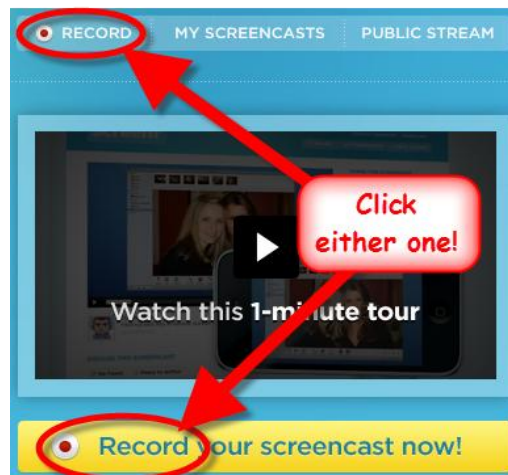 RECORD MY SCREENCASTS PUBLIC STREAM
Click
either one!
Watch this 1-minute tour
Record your screencast now!